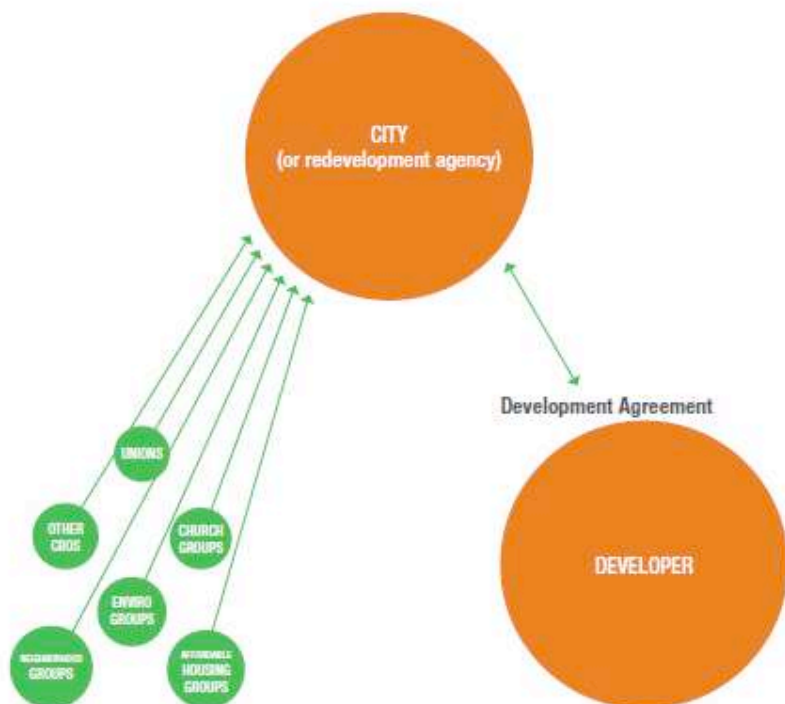 CITY
(or redevelopment agency)
Development Agreement
UNIONS
OTHER
CBOS
CHURCH
GROUPS
DEVELOPER
ENVIRO
GROUPS
NEIGHBORHOOD
GROUPS
AFFORDABLE
HOUSING
GROUPS